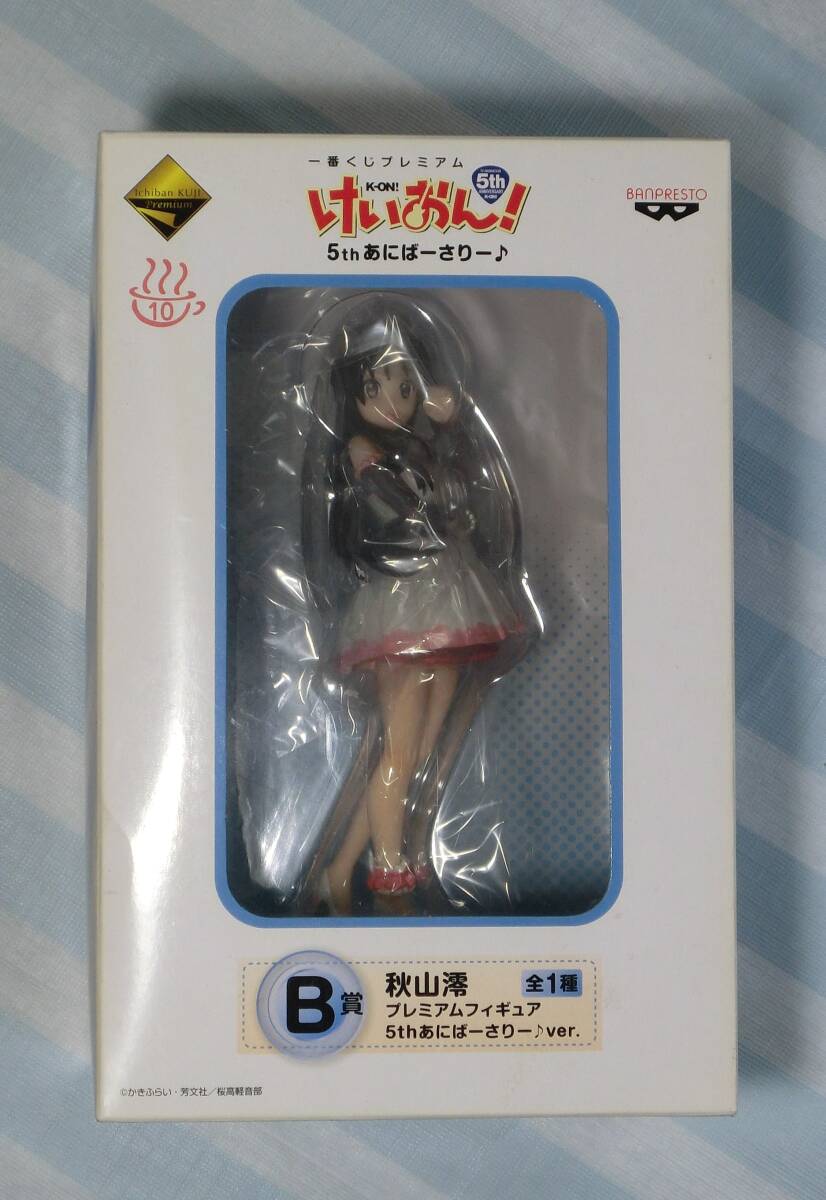 一番くじプレミアム
Ichiban KUJI
Premium
K-ON!
けいおん!
5th
ANNIVERSARY
BANPRESTO
5thあにばーさりー♪
10
B賞
秋山澪
全1種
プレミアムフィギュア
5thあにばーさりー♪ver.
©かきふらい・芳文社/桜高軽音部